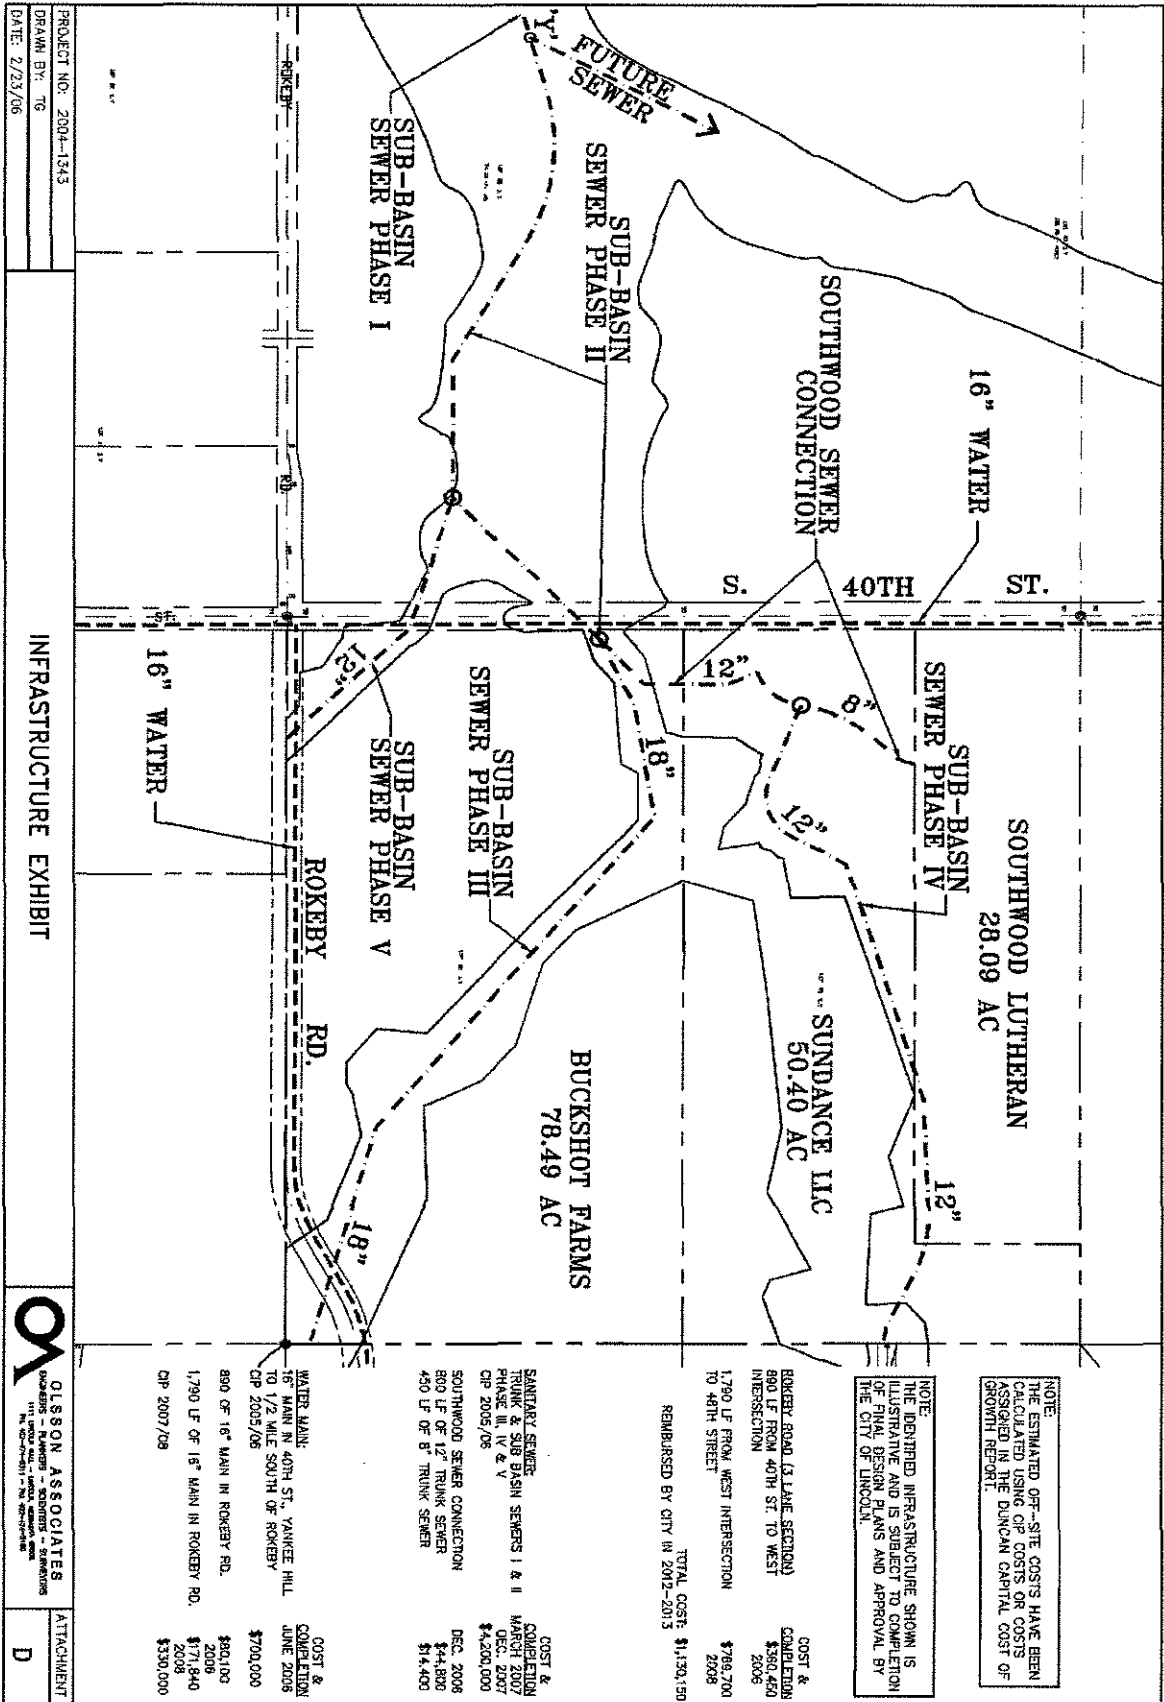 NOTE:
THE ESTIMATED OFF-SITE COSTS HAVE BEEN
CALCULATED USING CIP COSTS OR COSTS
ASSIGNED IN THE DUNCAN CAPITAL COST OF
GROWTH REPORT.
NOTE:
THE IDENTIFIED INFRASTRUCTURE SHOWN IS
ILLUSTRATIVE AND IS SUBJECT TO COMPLETION
OF FINAL DESIGN PLANS AND APPROVAL BY
THE CITY OF LINCOLN.
COST &
ROKEBY ROAD (3 LANE SECTION) COMPLETION
890 LF FROM 40TH ST. TO WEST $360,450
INTERSECTION 2006
1,790 LF FROM WEST INTERSECTION $769,700
TO 48TH STREET 2008
TOTAL COST: $1,130,150
REIMBURSED BY CITY IN 2012-2013
COST &
SANITARY SEWER: COMPLETION
TRUNK & SUB BASIN SEWERS I & II MARCH 2007
PHASE III, IV & V DEC. 2007
CIP 2005/06 $4,200,000
SOUTHWOOD SEWER CONNECTION DEC. 2006
800 LF OF 12" TRUNK SEWER $44,800
450 LF OF 8" TRUNK SEWER $14,400
COST &
WATER MAIN: COMPLETION
16" MAIN IN 40TH ST., YANKEE HILL JUNE 2006
TO 1/2 MILE SOUTH OF ROKEBY
CIP 2005/06 $700,000
890 OF 16" MAIN IN ROKEBY RD. $80,100
2006
1,790 LF OF 16" MAIN IN ROKEBY RD. $171,840
2008
CIP 2007/08 $330,000
16" WATER
S. 40TH ST.
SOUTHWOOD LUTHERAN
28.09 AC
SOUTHWOOD SEWER
CONNECTION
SUB-BASIN
SEWER PHASE IV
12"
8"
12"
12"
SUNDANCE LLC
50.40 AC
'Y'
FUTURE
SEWER
SUB-BASIN
SEWER PHASE II
18"
BUCKSHOT FARMS
78.49 AC
SUB-BASIN
SEWER PHASE I
SUB-BASIN
SEWER PHASE III
SUB-BASIN
SEWER PHASE V
12"
18"
ROKEBY RD.
ROKEBY RD.
ST.
16" WATER
PROJECT NO: 2004-1343
DRAWN BY: TG
DATE: 2/23/06
INFRASTRUCTURE EXHIBIT
OA
OLSSON ASSOCIATES
ENGINEERS - PLANNERS - SCIENTISTS - SURVEYORS
ATTACHMENT
D